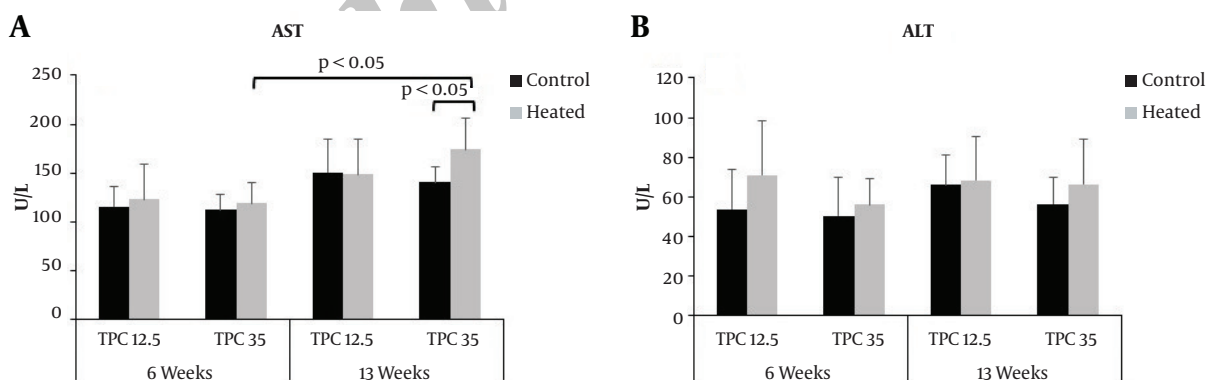 A
AST
p < 0.05
p < 0.05
Control
Heated
U/L
250
200
150
100
50
0
TPC 12.5
TPC 35
TPC 12.5
TPC 35
6 Weeks
13 Weeks
B
ALT
Control
Heated
U/L
120
100
80
60
40
20
0
TPC 12.5
TPC 35
TPC 12.5
TPC 35
6 Weeks
13 Weeks